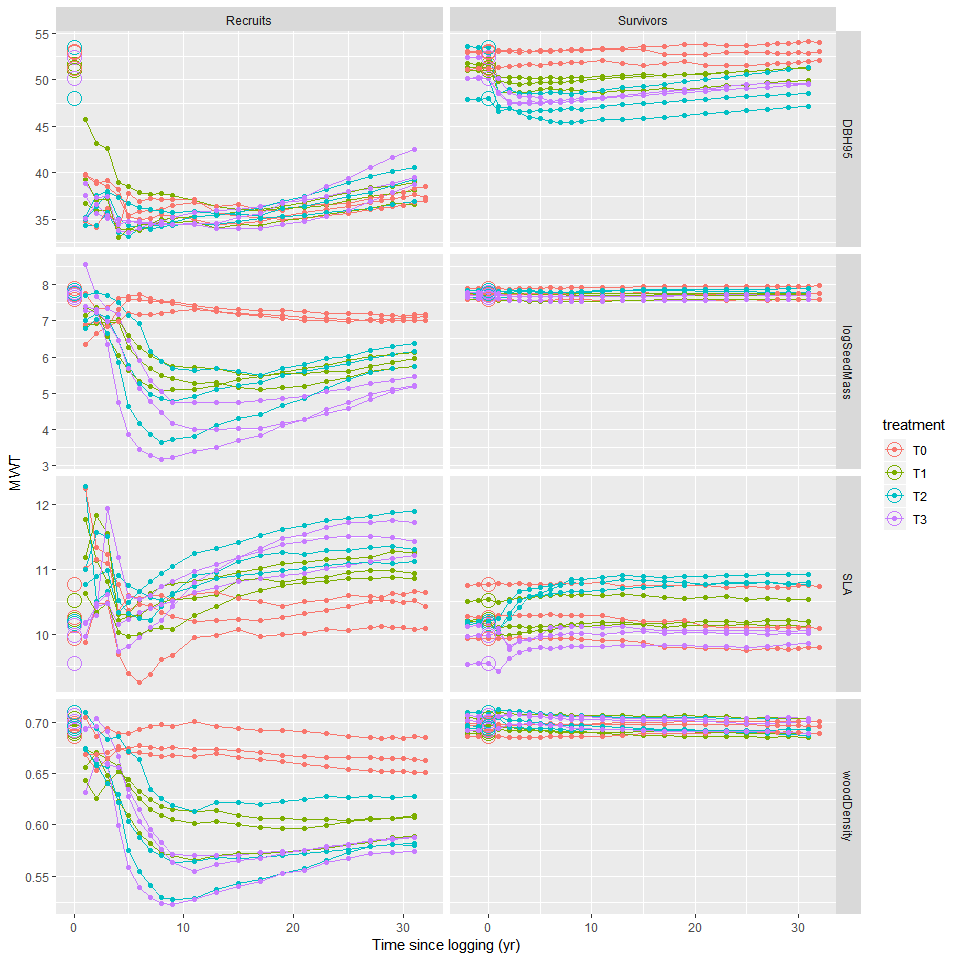 Recruits
Survivors
55
50
45
40
35
DBH95
8
7
6
5
4
3
logSeedMass
12
11
10
SLA
0.70
0.65
0.60
0.55
woodDensity
0
10
20
30
0
10
20
30
Time since logging (yr)
MWT
treatment
T0
T1
T2
T3